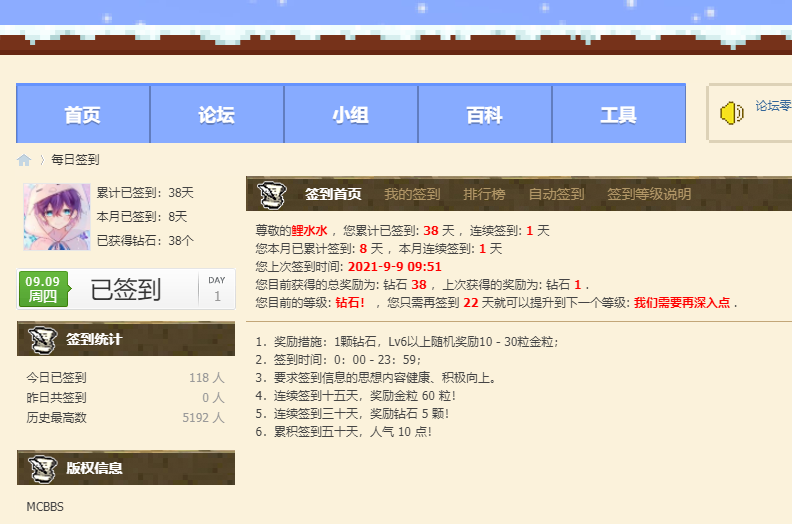 首页 论坛 小组 百科 工具
论坛零
每日签到
累计已签到：38天
本月已签到：8天
已获得钻石：38个
09.09
周四
已签到
DAY
1
签到统计
今日已签到 118 人
昨日共签到 0 人
历史最高数 5192 人
版权信息
MCBBS
签到首页 我的签到 排行榜 自动签到 签到等级说明
尊敬的鲤水水 ，您累计已签到: 38 天 ，连续签到: 1 天
您本月已累计签到: 8 天 ，本月连续签到: 1 天
您上次签到时间: 2021-9-9 09:51
您目前获得的总奖励为: 钻石 38 ，上次获得的奖励为: 钻石 1 .
您目前的等级: 钻石！ ，您只需再签到 22 天就可以提升到下一个等级: 我们需要再深入点 .
1. 奖励措施：1颗钻石，Lv6以上随机奖励10 - 30粒金粒；
2. 签到时间：0：00 - 23：59；
3. 要求签到信息的思想内容健康、积极向上。
4. 连续签到十五天，奖励金粒 60 粒！
5. 连续签到三十天，奖励钻石 5 颗！
6. 累积签到五十天，人气 10 点！